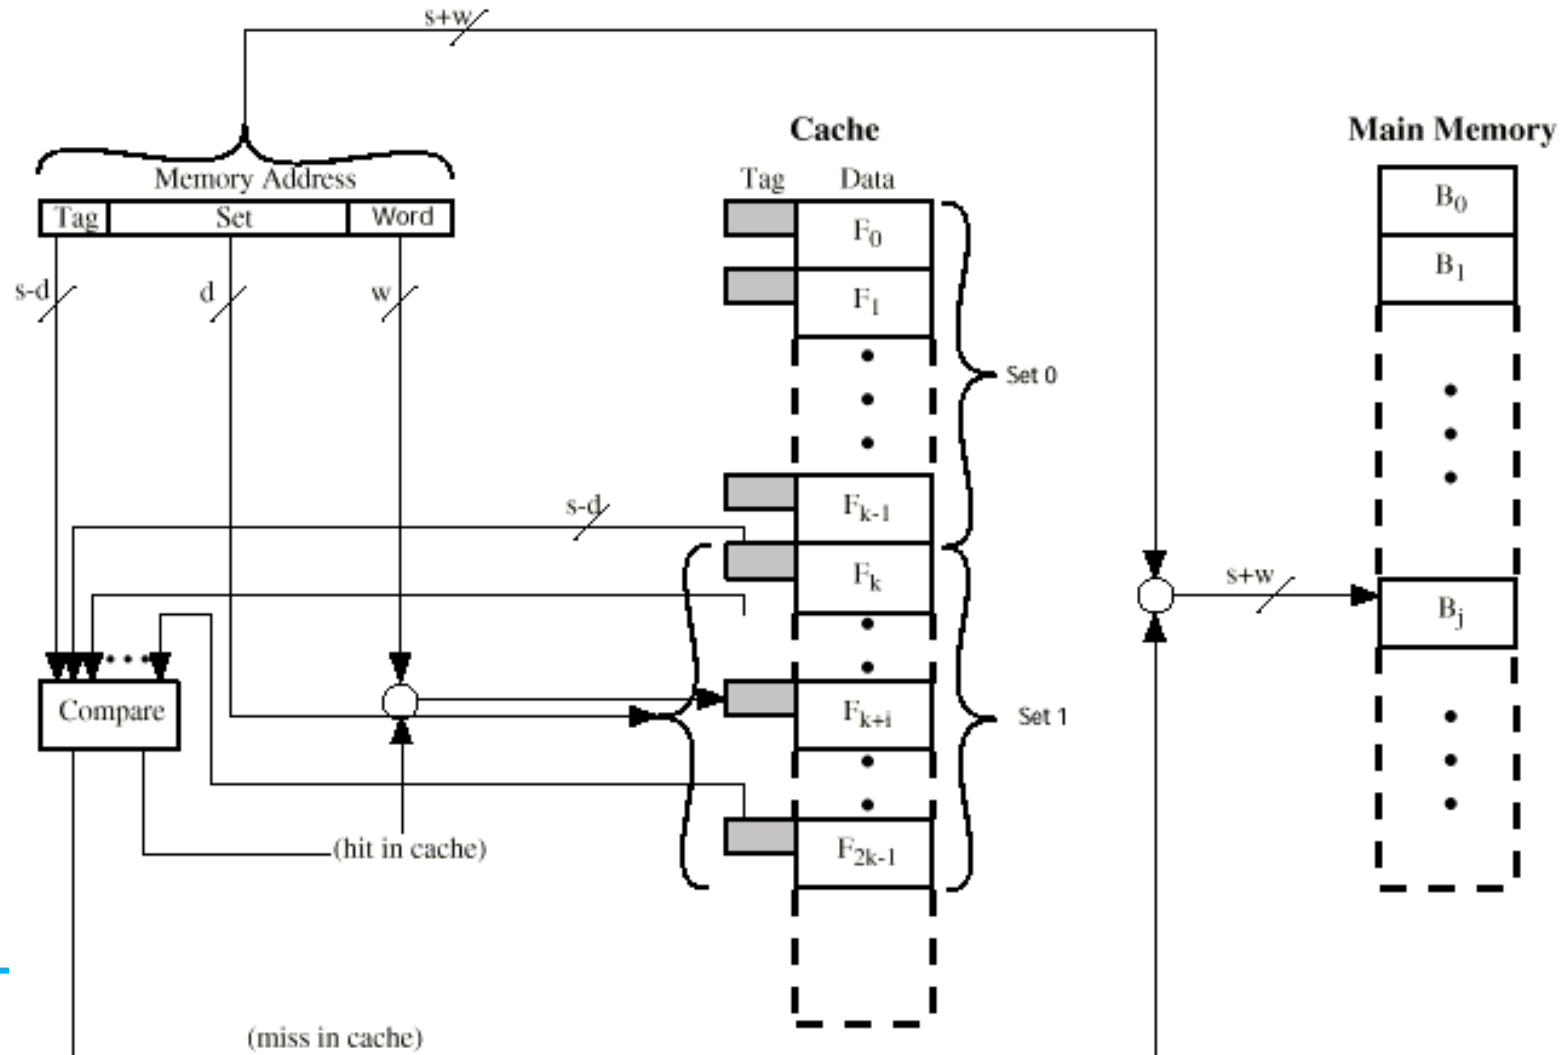 s+w
Cache
Main Memory
Memory Address
Tag Data
Tag Set Word
F0
F1
B0
B1
s-d d w
Set 0
Fk-1
s-d
Fk
s+w
Bj
Compare
Fk+i
Set 1
(hit in cache)
F2k-1
(miss in cache)